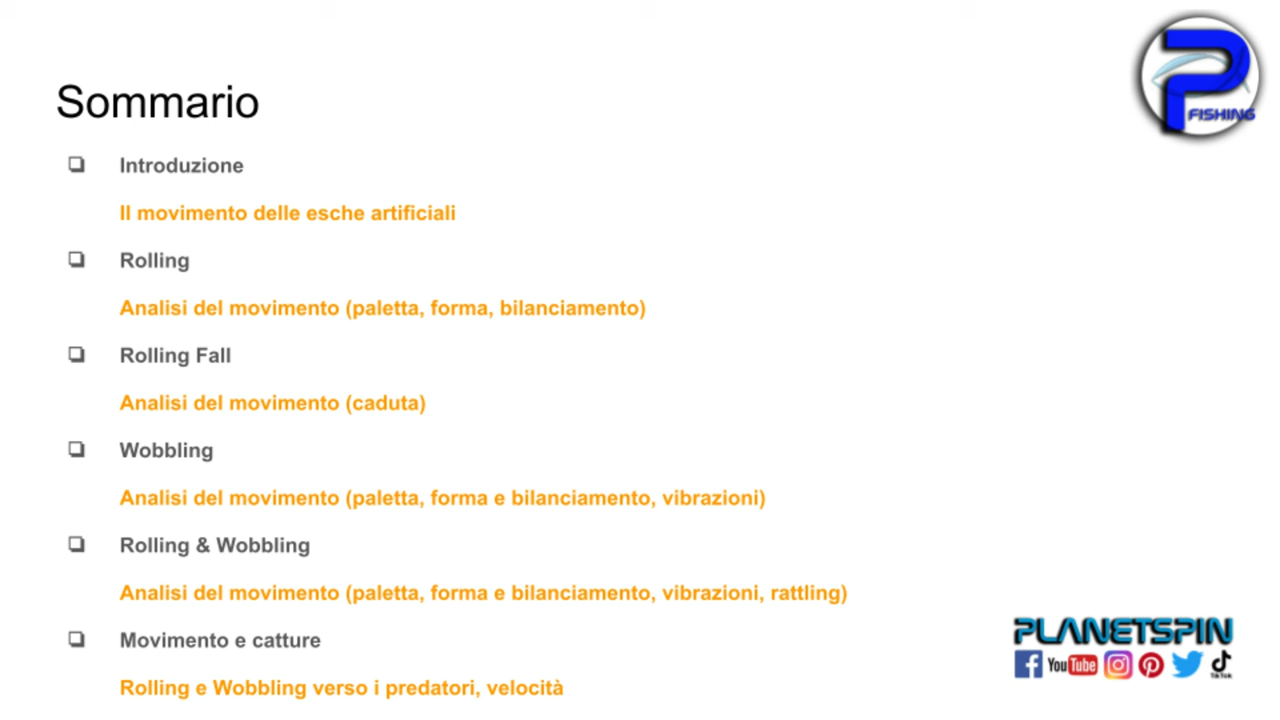 Sommario
Introduzione
Il movimento delle esche artificiali
Rolling
Analisi del movimento (paletta, forma, bilanciamento)
Rolling Fall
Analisi del movimento (caduta)
Wobbling
Analisi del movimento (paletta, forma e bilanciamento, vibrazioni)
Rolling & Wobbling
Analisi del movimento (paletta, forma e bilanciamento, vibrazioni, rattling)
Movimento e catture
Rolling e Wobbling verso i predatori, velocità
P FISHING
PLANETSPIN
YouTube
TikTok